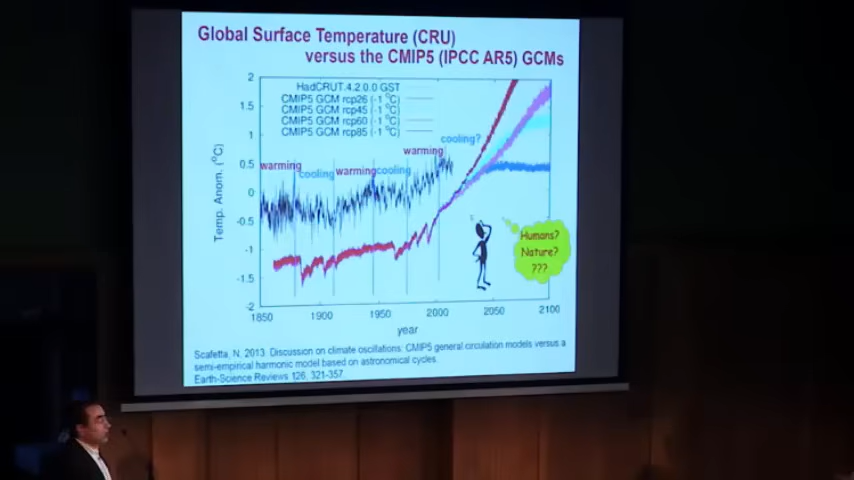 Global Surface Temperature (CRU)
versus the CMIP5 (IPCC AR5) GCMs
HadCRUT.4.2.0.0 GST
CMIP5 GCM rcp26 (-1 °C)
CMIP5 GCM rcp45 (-1 °C)
CMIP5 GCM rcp60 (-1 °C)
CMIP5 GCM rcp85 (-1 °C)
2
1.5
1
0.5
0
-0.5
-1
-1.5
-2
Temp. Anom. (°C)
warming
cooling
warming
cooling
warming
cooling?
Humans?
Nature?
???
1850
1900
1950
2000
2050
2100
year
Scafetta, N. 2013. Discussion on climate oscillations: CMIP5 general circulation models versus a
semi-empirical harmonic model based on astronomical cycles.
Earth-Science Reviews 126, 321-357.